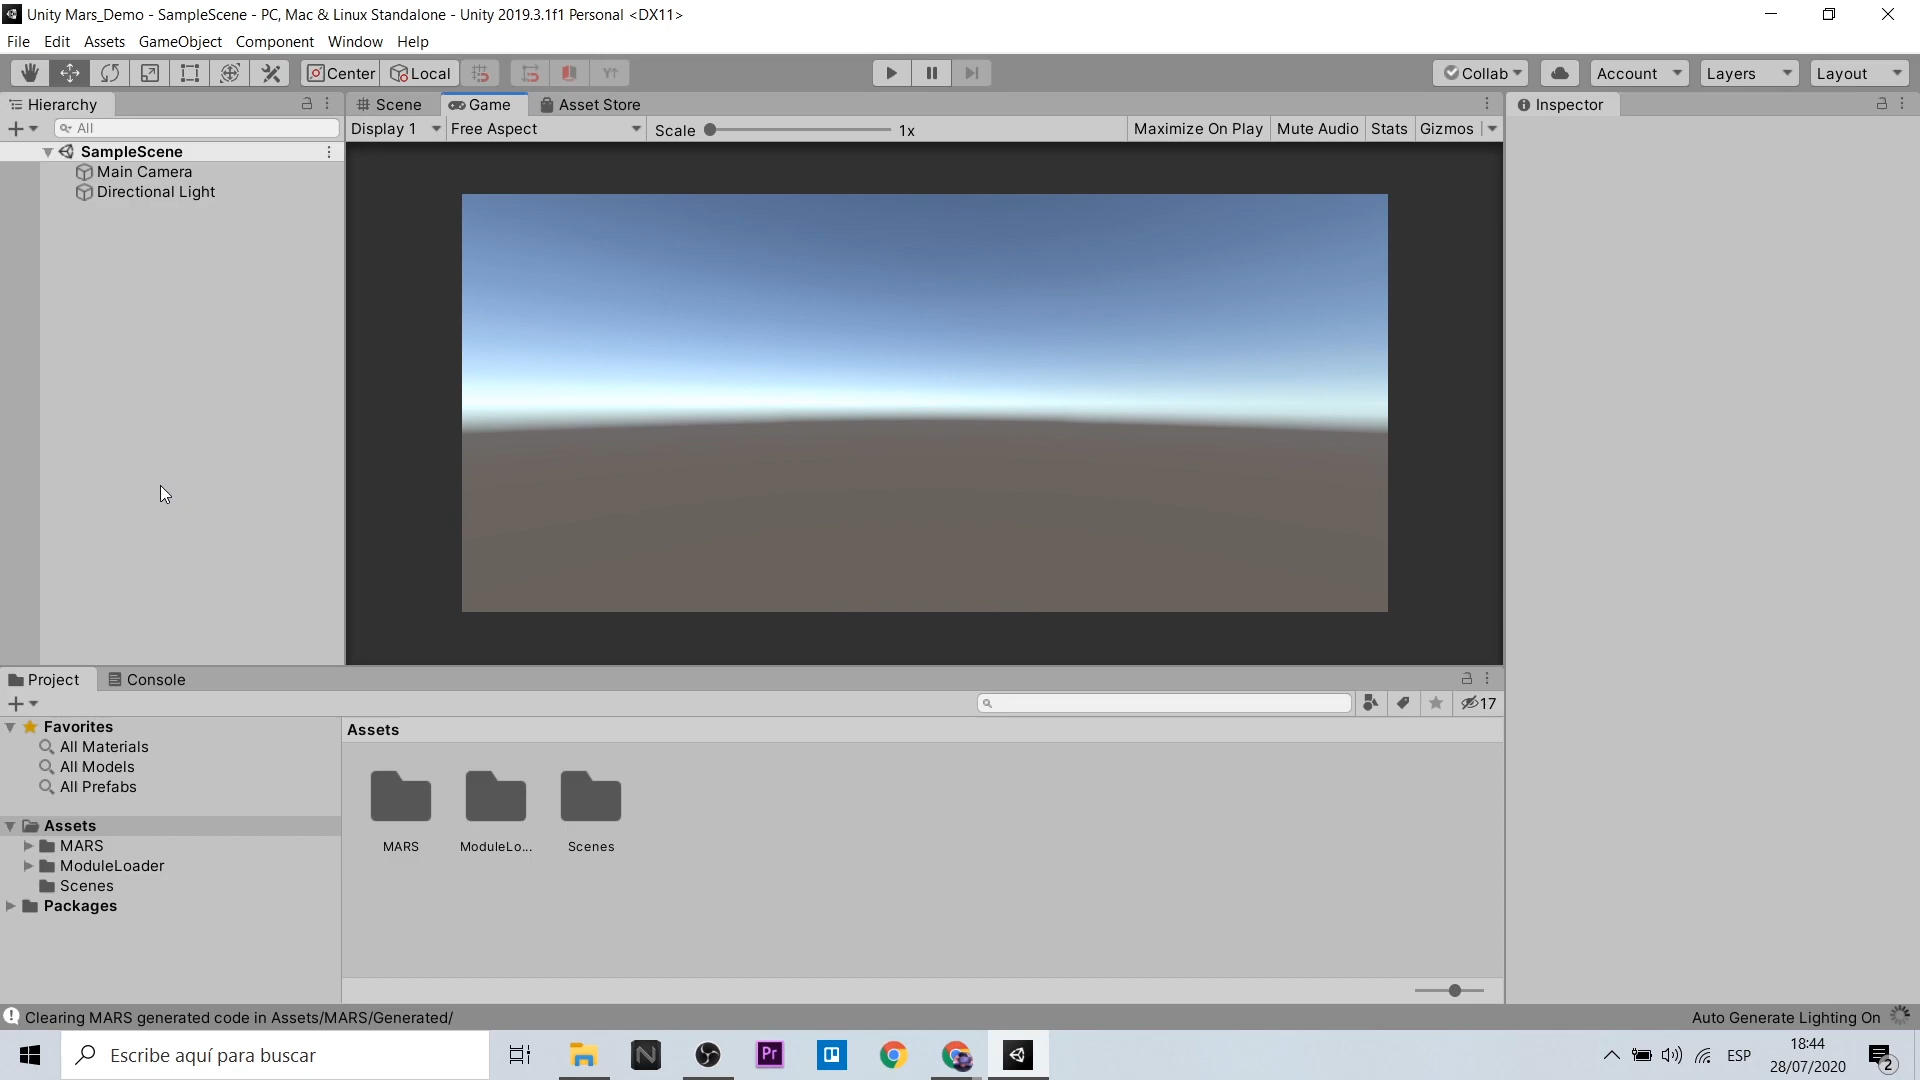 Unity Mars_Demo - SampleScene - PC, Mac & Linux Standalone - Unity 2019.3.1f1 Personal <DX11>
File Edit Assets GameObject Component Window Help
Center Local Collab Account Layers Layout
Hierarchy Scene Game Asset Store Inspector
All Display 1 Free Aspect Scale 1x Maximize On Play Mute Audio Stats Gizmos
SampleScene
Main Camera
Directional Light
Project Console
17
Favorites
Assets
All Materials
All Models
All Prefabs
Assets
MARS
ModuleLoader
Scenes
Packages
MARS ModuleLo... Scenes
Clearing MARS generated code in Assets/MARS/Generated/ Auto Generate Lighting On
Escribe aquí para buscar
N
Pr
ESP
18:44
28/07/2020
2